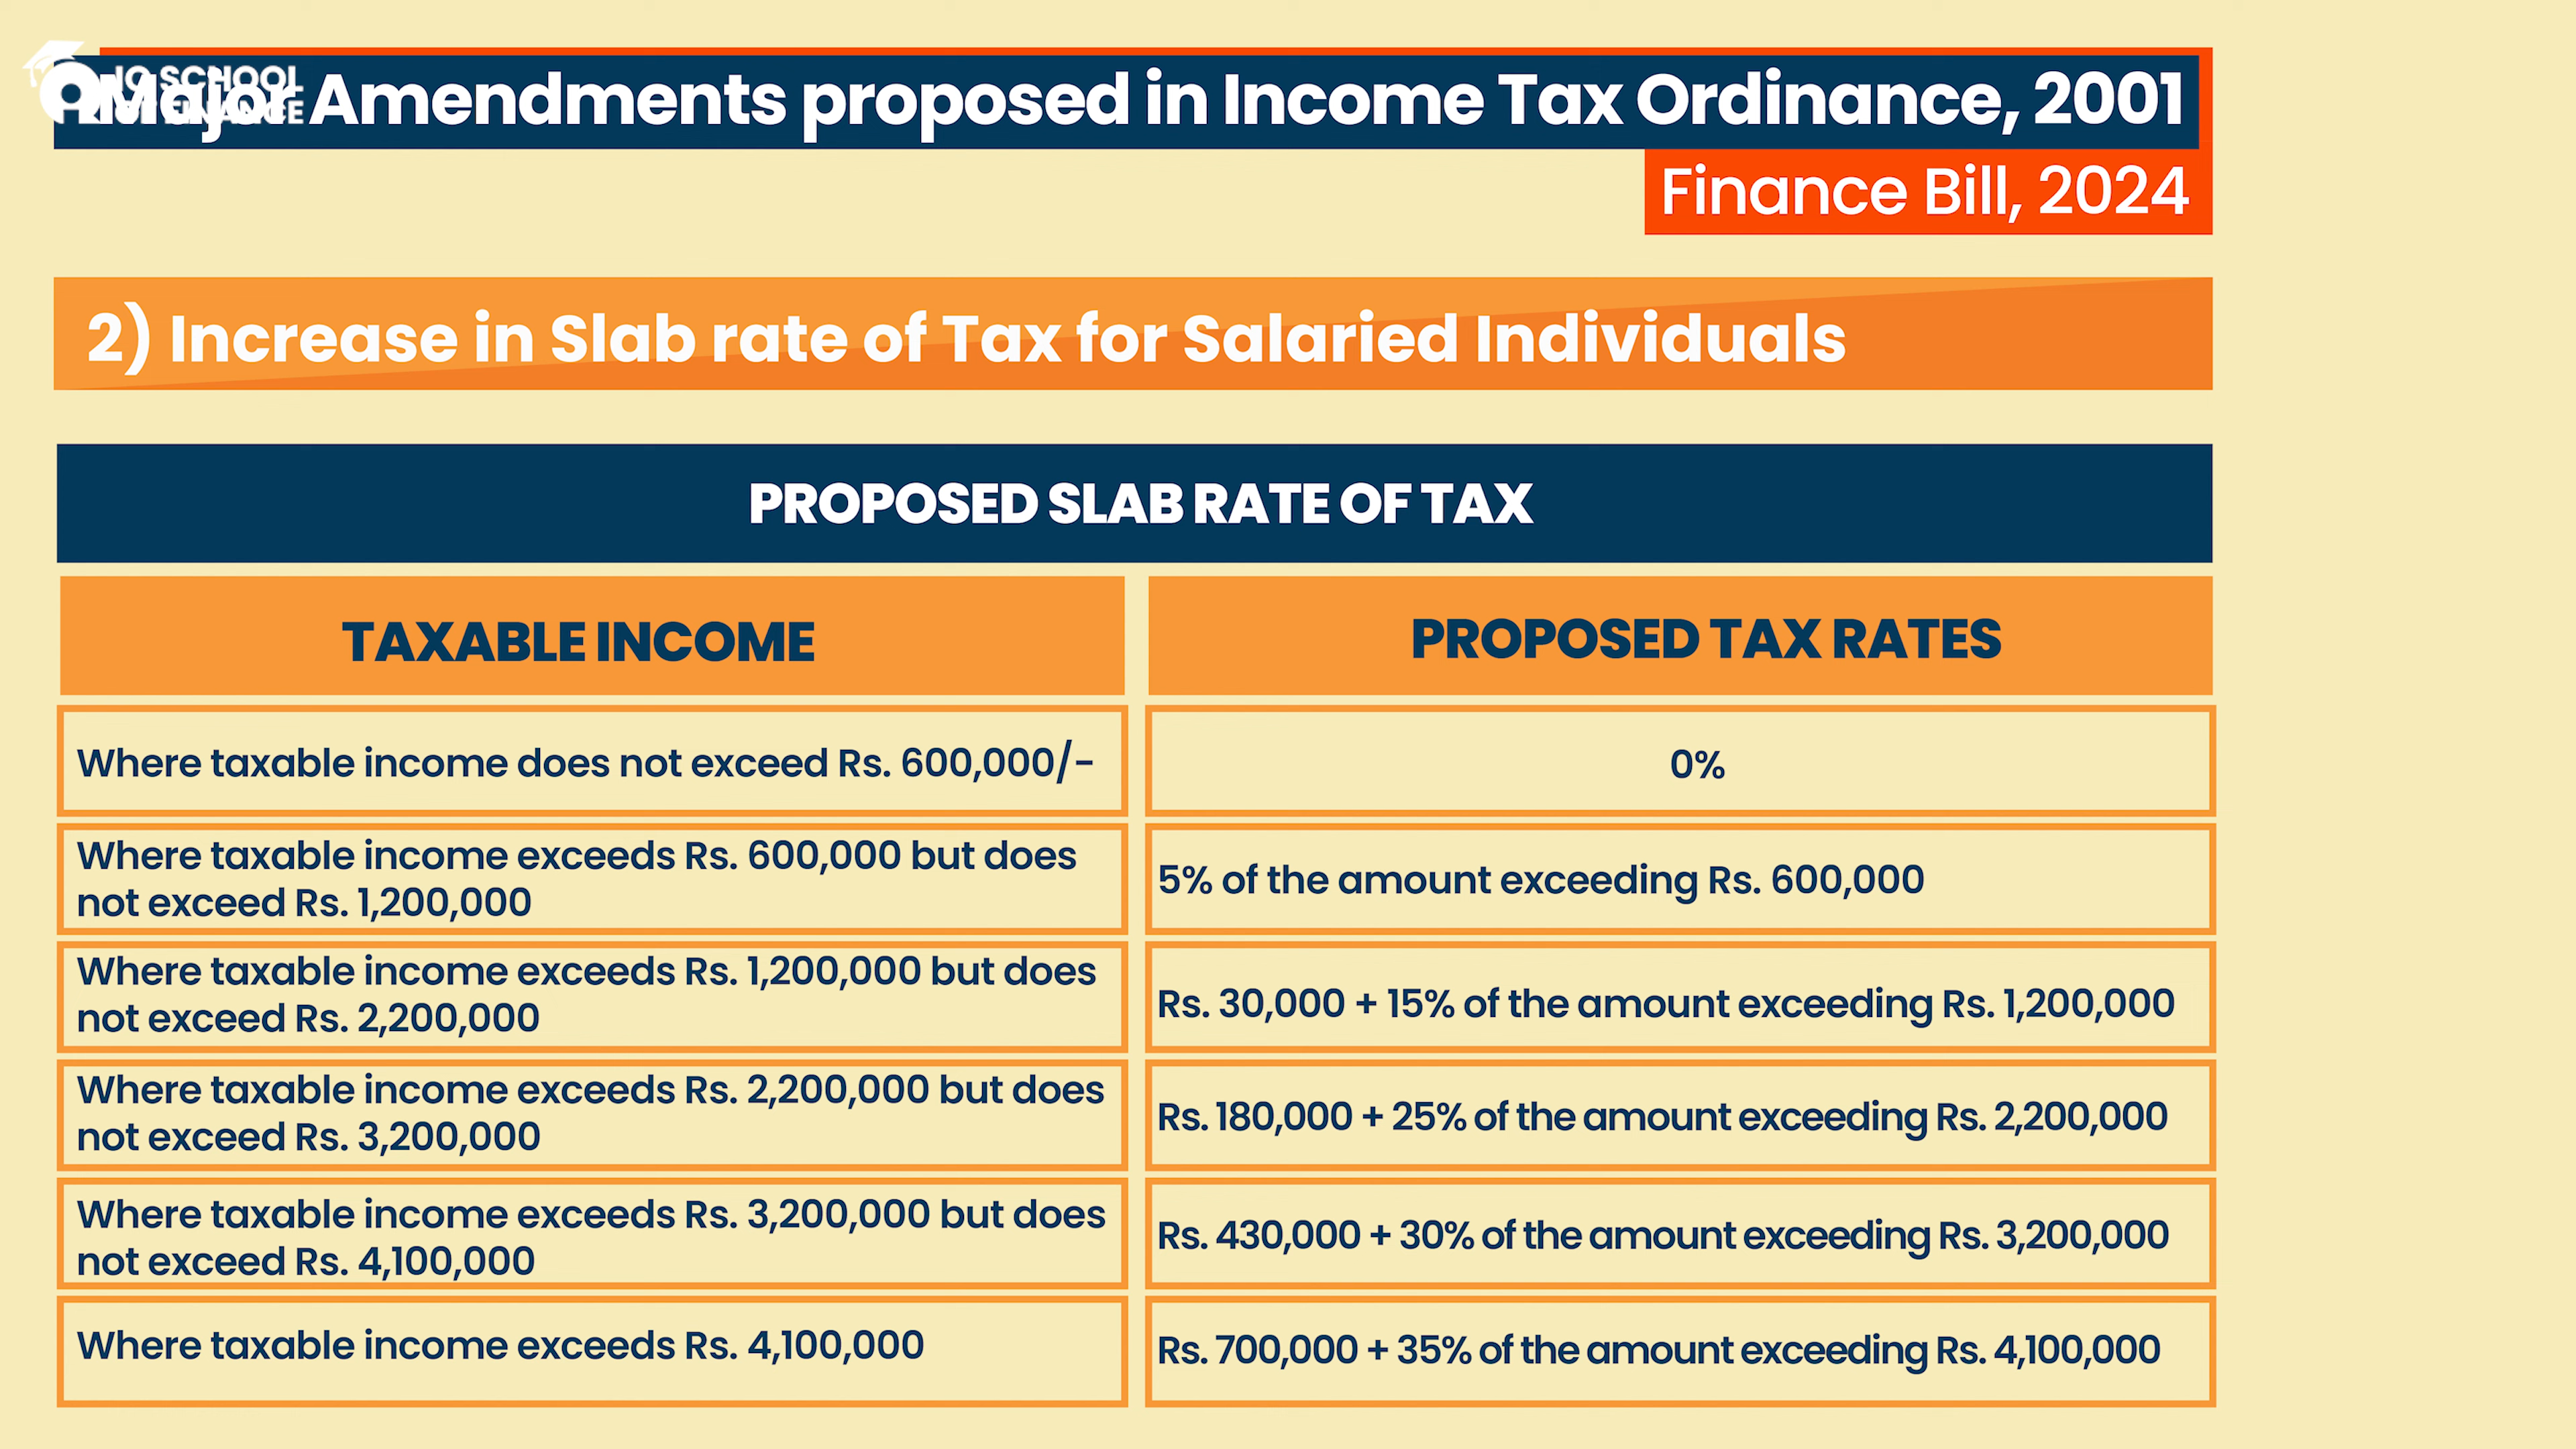 IQ SCHOOL
OF FINANCE
Major Amendments proposed in Income Tax Ordinance, 2001
Finance Bill, 2024
2) Increase in Slab rate of Tax for Salaried Individuals
PROPOSED SLAB RATE OF TAX
TAXABLE INCOME
PROPOSED TAX RATES
Where taxable income does not exceed Rs. 600,000/-
0%
Where taxable income exceeds Rs. 600,000 but does
not exceed Rs. 1,200,000
5% of the amount exceeding Rs. 600,000
Where taxable income exceeds Rs. 1,200,000 but does
not exceed Rs. 2,200,000
Rs. 30,000 + 15% of the amount exceeding Rs. 1,200,000
Where taxable income exceeds Rs. 2,200,000 but does
not exceed Rs. 3,200,000
Rs. 180,000 + 25% of the amount exceeding Rs. 2,200,000
Where taxable income exceeds Rs. 3,200,000 but does
not exceed Rs. 4,100,000
Rs. 430,000 + 30% of the amount exceeding Rs. 3,200,000
Where taxable income exceeds Rs. 4,100,000
Rs. 700,000 + 35% of the amount exceeding Rs. 4,100,000